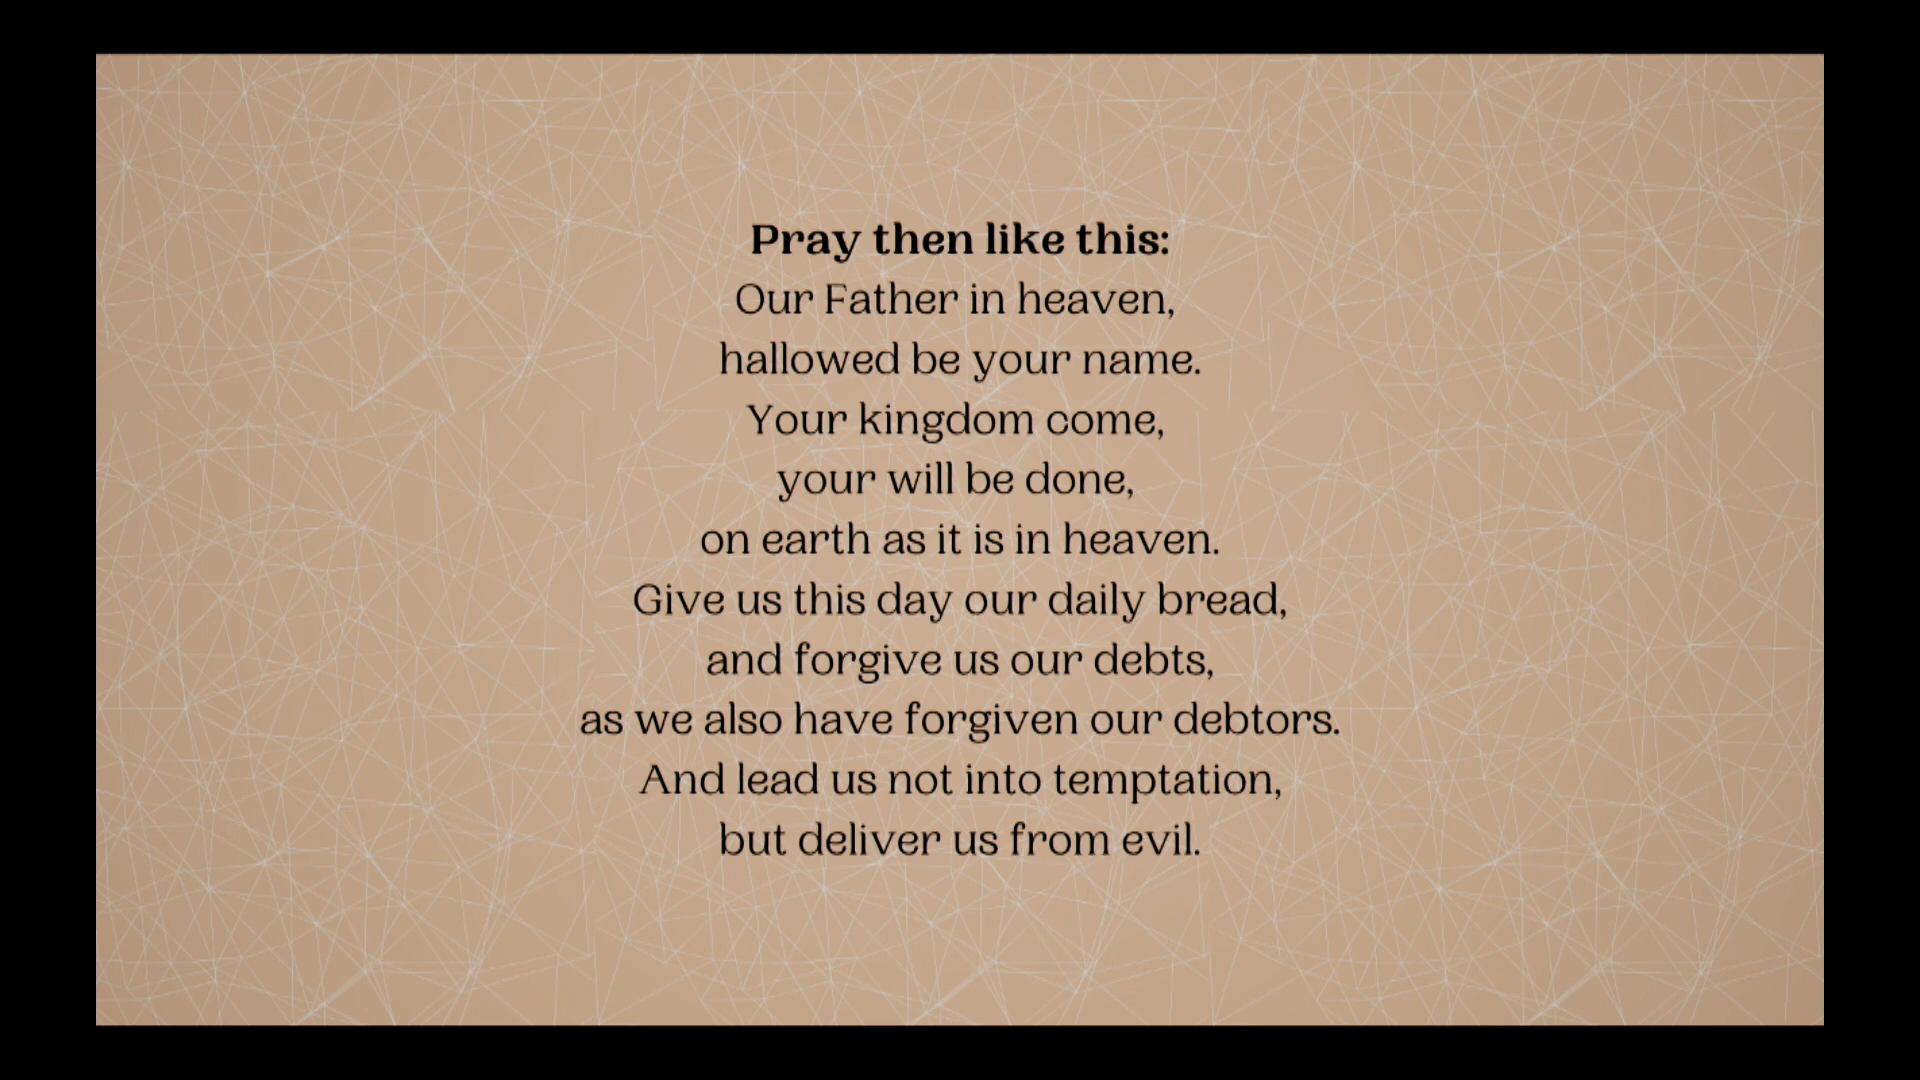 Pray then like this:
Our Father in heaven,
hallowed be your name.
Your kingdom come,
your will be done,
on earth as it is in heaven.
Give us this day our daily bread,
and forgive us our debts,
as we also have forgiven our debtors.
And lead us not into temptation,
but deliver us from evil.